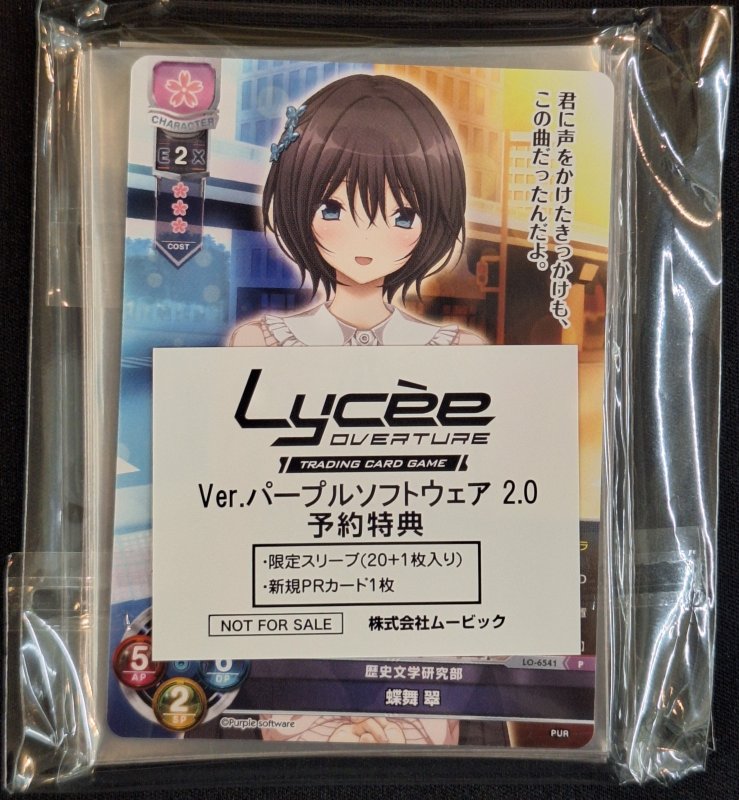 CHARACTER
E 2 X
COST
君に声をかけたきっかけも、
この曲だったんだよ。
Lycèe
OVERTURE
TRADING CARD GAME
Ver.パープルソフトウェア 2.0
予約特典
・限定スリーブ(20+1枚入り)
・新規PRカード1枚
NOT FOR SALE 株式会社ムービック
LO-6541 P
5
AP
6
DP
2
SP
歴史文学研究部
蝶舞 翠
©Purple software
PUR